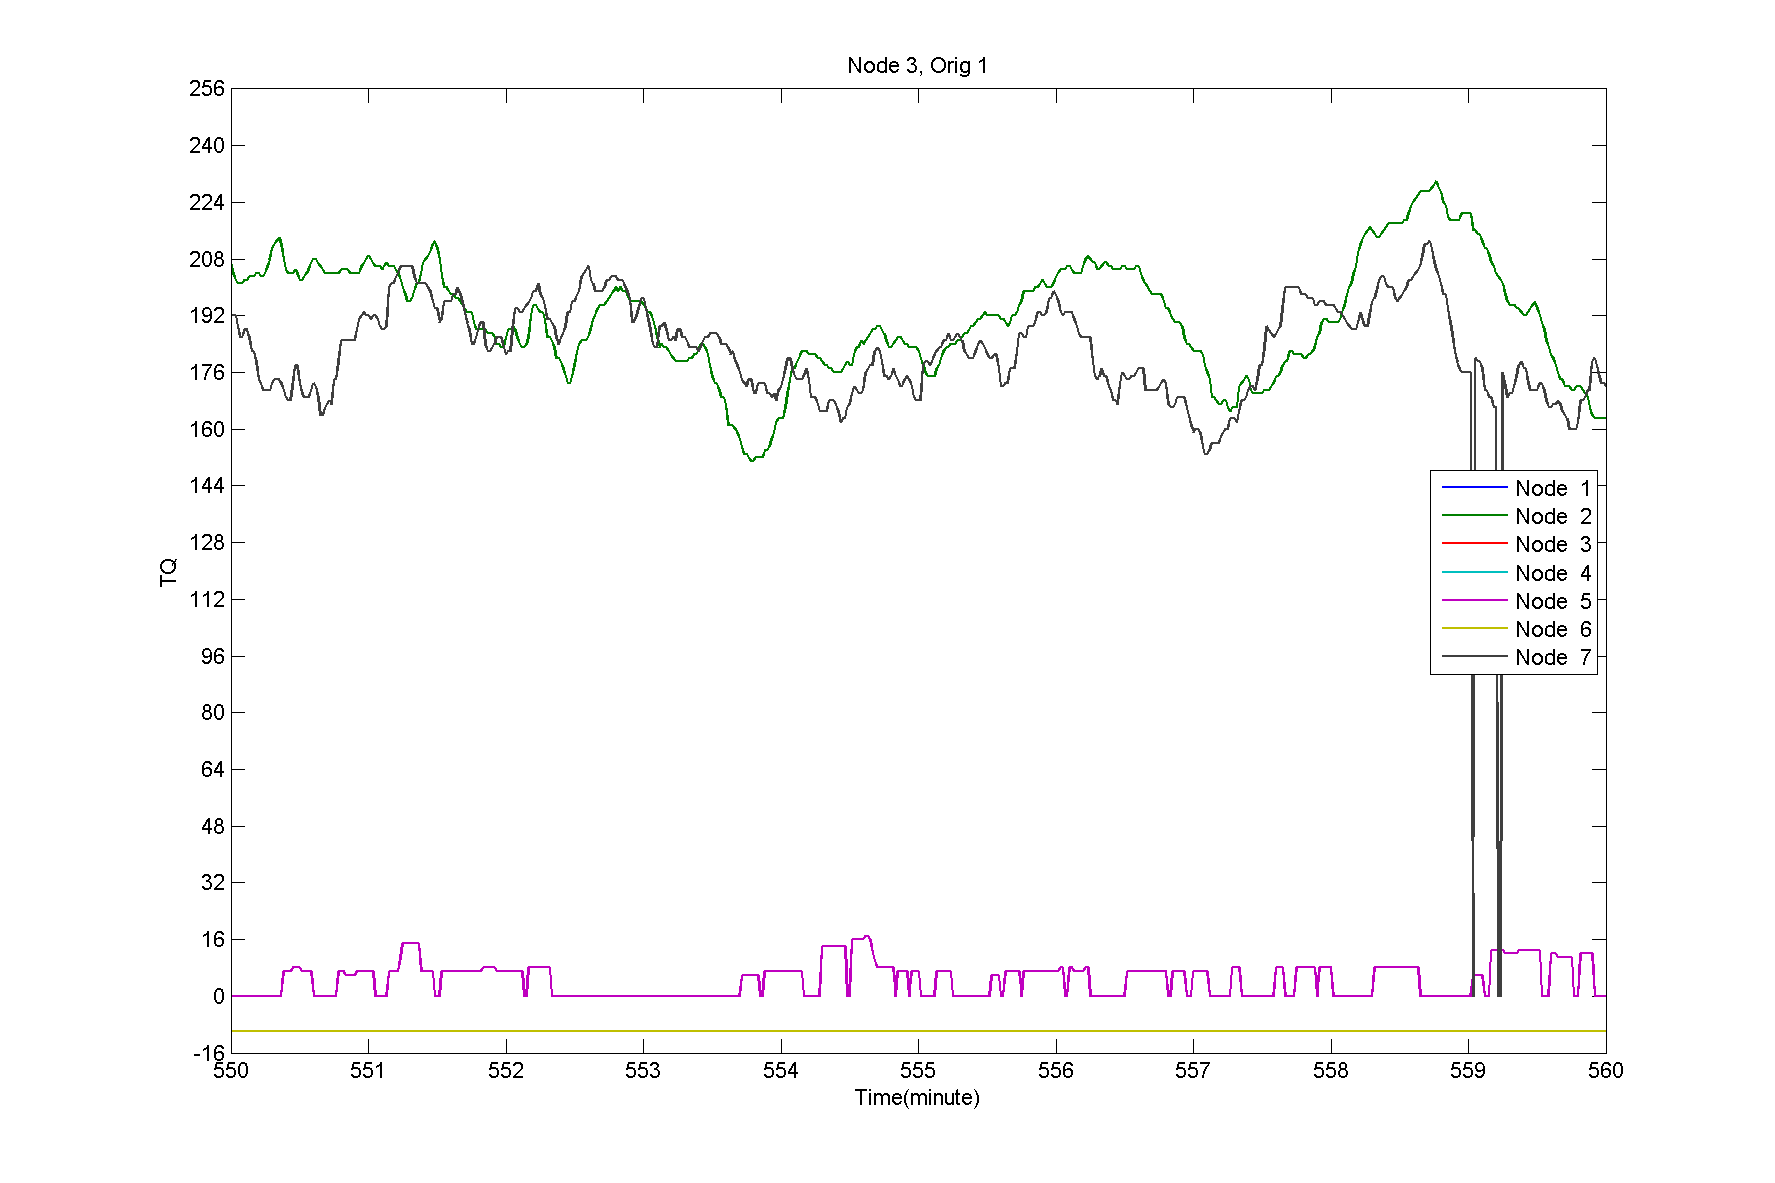 Node 3, Orig 1
256
240
224
208
192
176
160
144
128
112
96
80
64
48
32
16
0
-16
TQ
Node 1
Node 2
Node 3
Node 4
Node 5
Node 6
Node 7
550 551 552 553 554 555 556 557 558 559 560
Time(minute)